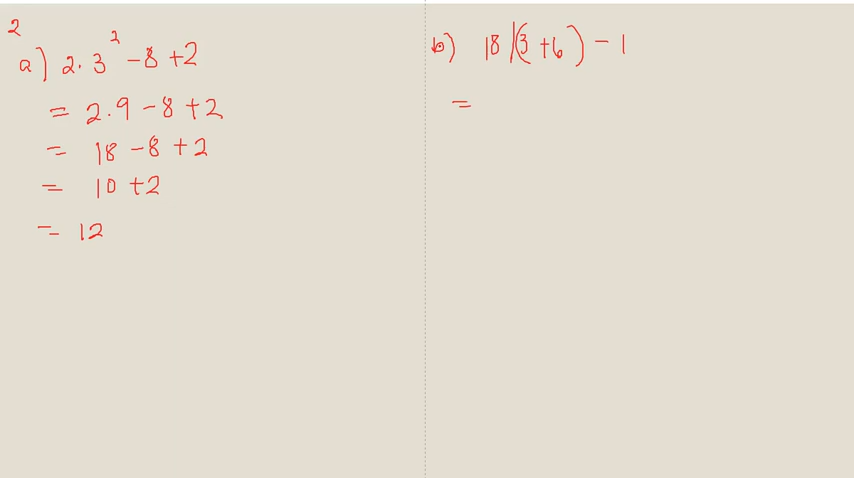 2
a) 2·3² - 8 + 2
= 2·9 - 8 + 2
= 18 - 8 + 2
= 10 + 2
= 12
b) 18/(3 + 6) - 1
=